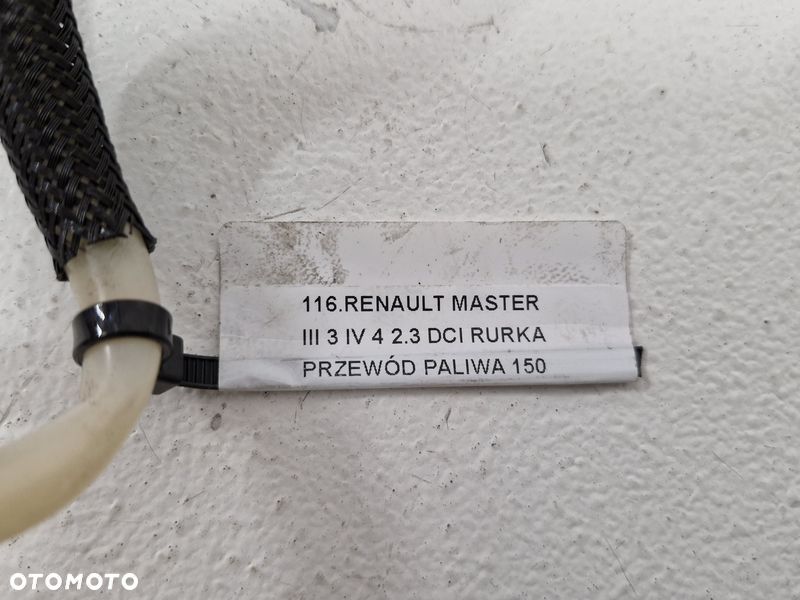 116.RENAULT MASTER
III 3 IV 4 2.3 DCI RURKA
PRZEWÓD PALIWA 150
OTOMOTO